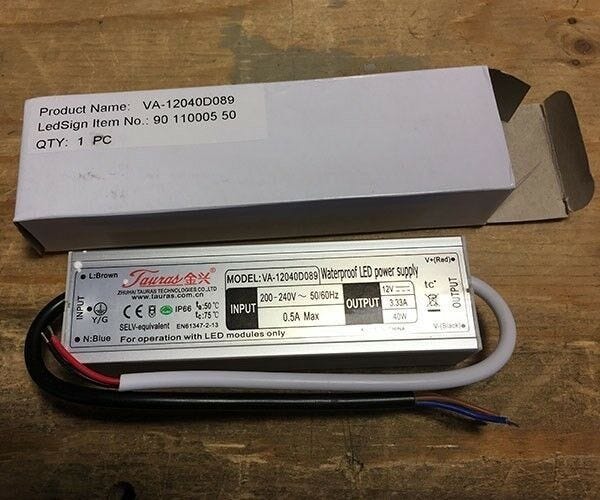 Product Name: VA-12040D089
LedSign Item No.: 90 110005 50
QTY: 1 PC
INPUT
L:Brown
Y/G
N:Blue
Tauras 金兴
ZHUHAI TAURAS TECHNOLOGIES CO.,LTD
www.tauras.com.cn
IP66
ta:50°C
tc:75°C
SELV-equivalent EN61347-2-13
For operation with LED modules only
MODEL:VA-12040D089 Waterproof LED power supply
INPUT
200-240V～ 50/60Hz
0.5A Max
OUTPUT
12V
3.33A
40W
tc
V+(Red)
OUTPUT
V-(Black)